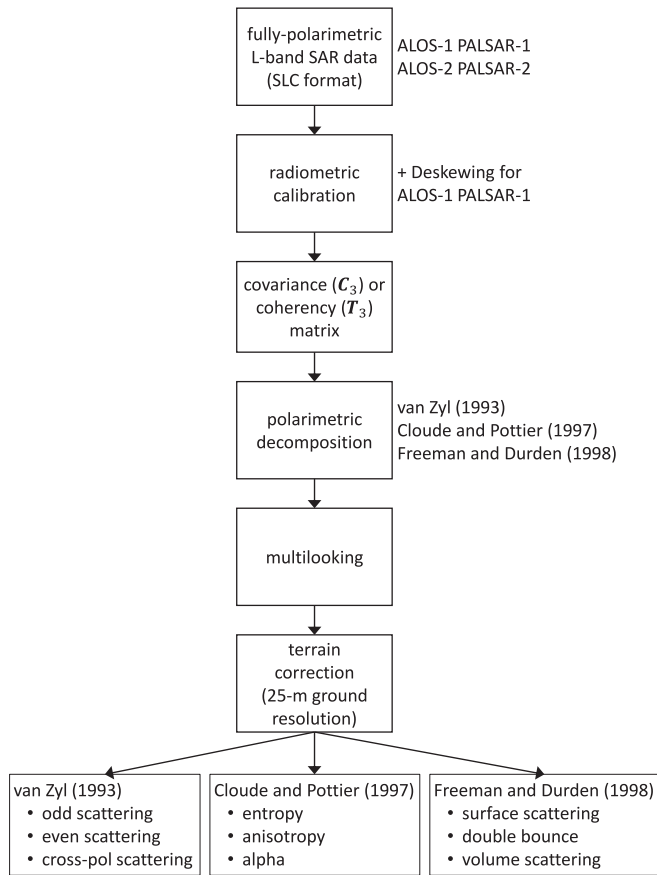 fully-polarimetric
L-band SAR data
(SLC format)
ALOS-1 PALSAR-1
ALOS-2 PALSAR-2
radiometric
calibration
+ Deskewing for
ALOS-1 PALSAR-1
covariance (C₃) or
coherency (T₃)
matrix
polarimetric
decomposition
van Zyl (1993)
Cloude and Pottier (1997)
Freeman and Durden (1998)
multilooking
terrain
correction
(25-m ground
resolution)
van Zyl (1993)
• odd scattering
• even scattering
• cross-pol scattering
Cloude and Pottier (1997)
• entropy
• anisotropy
• alpha
Freeman and Durden (1998)
• surface scattering
• double bounce
• volume scattering